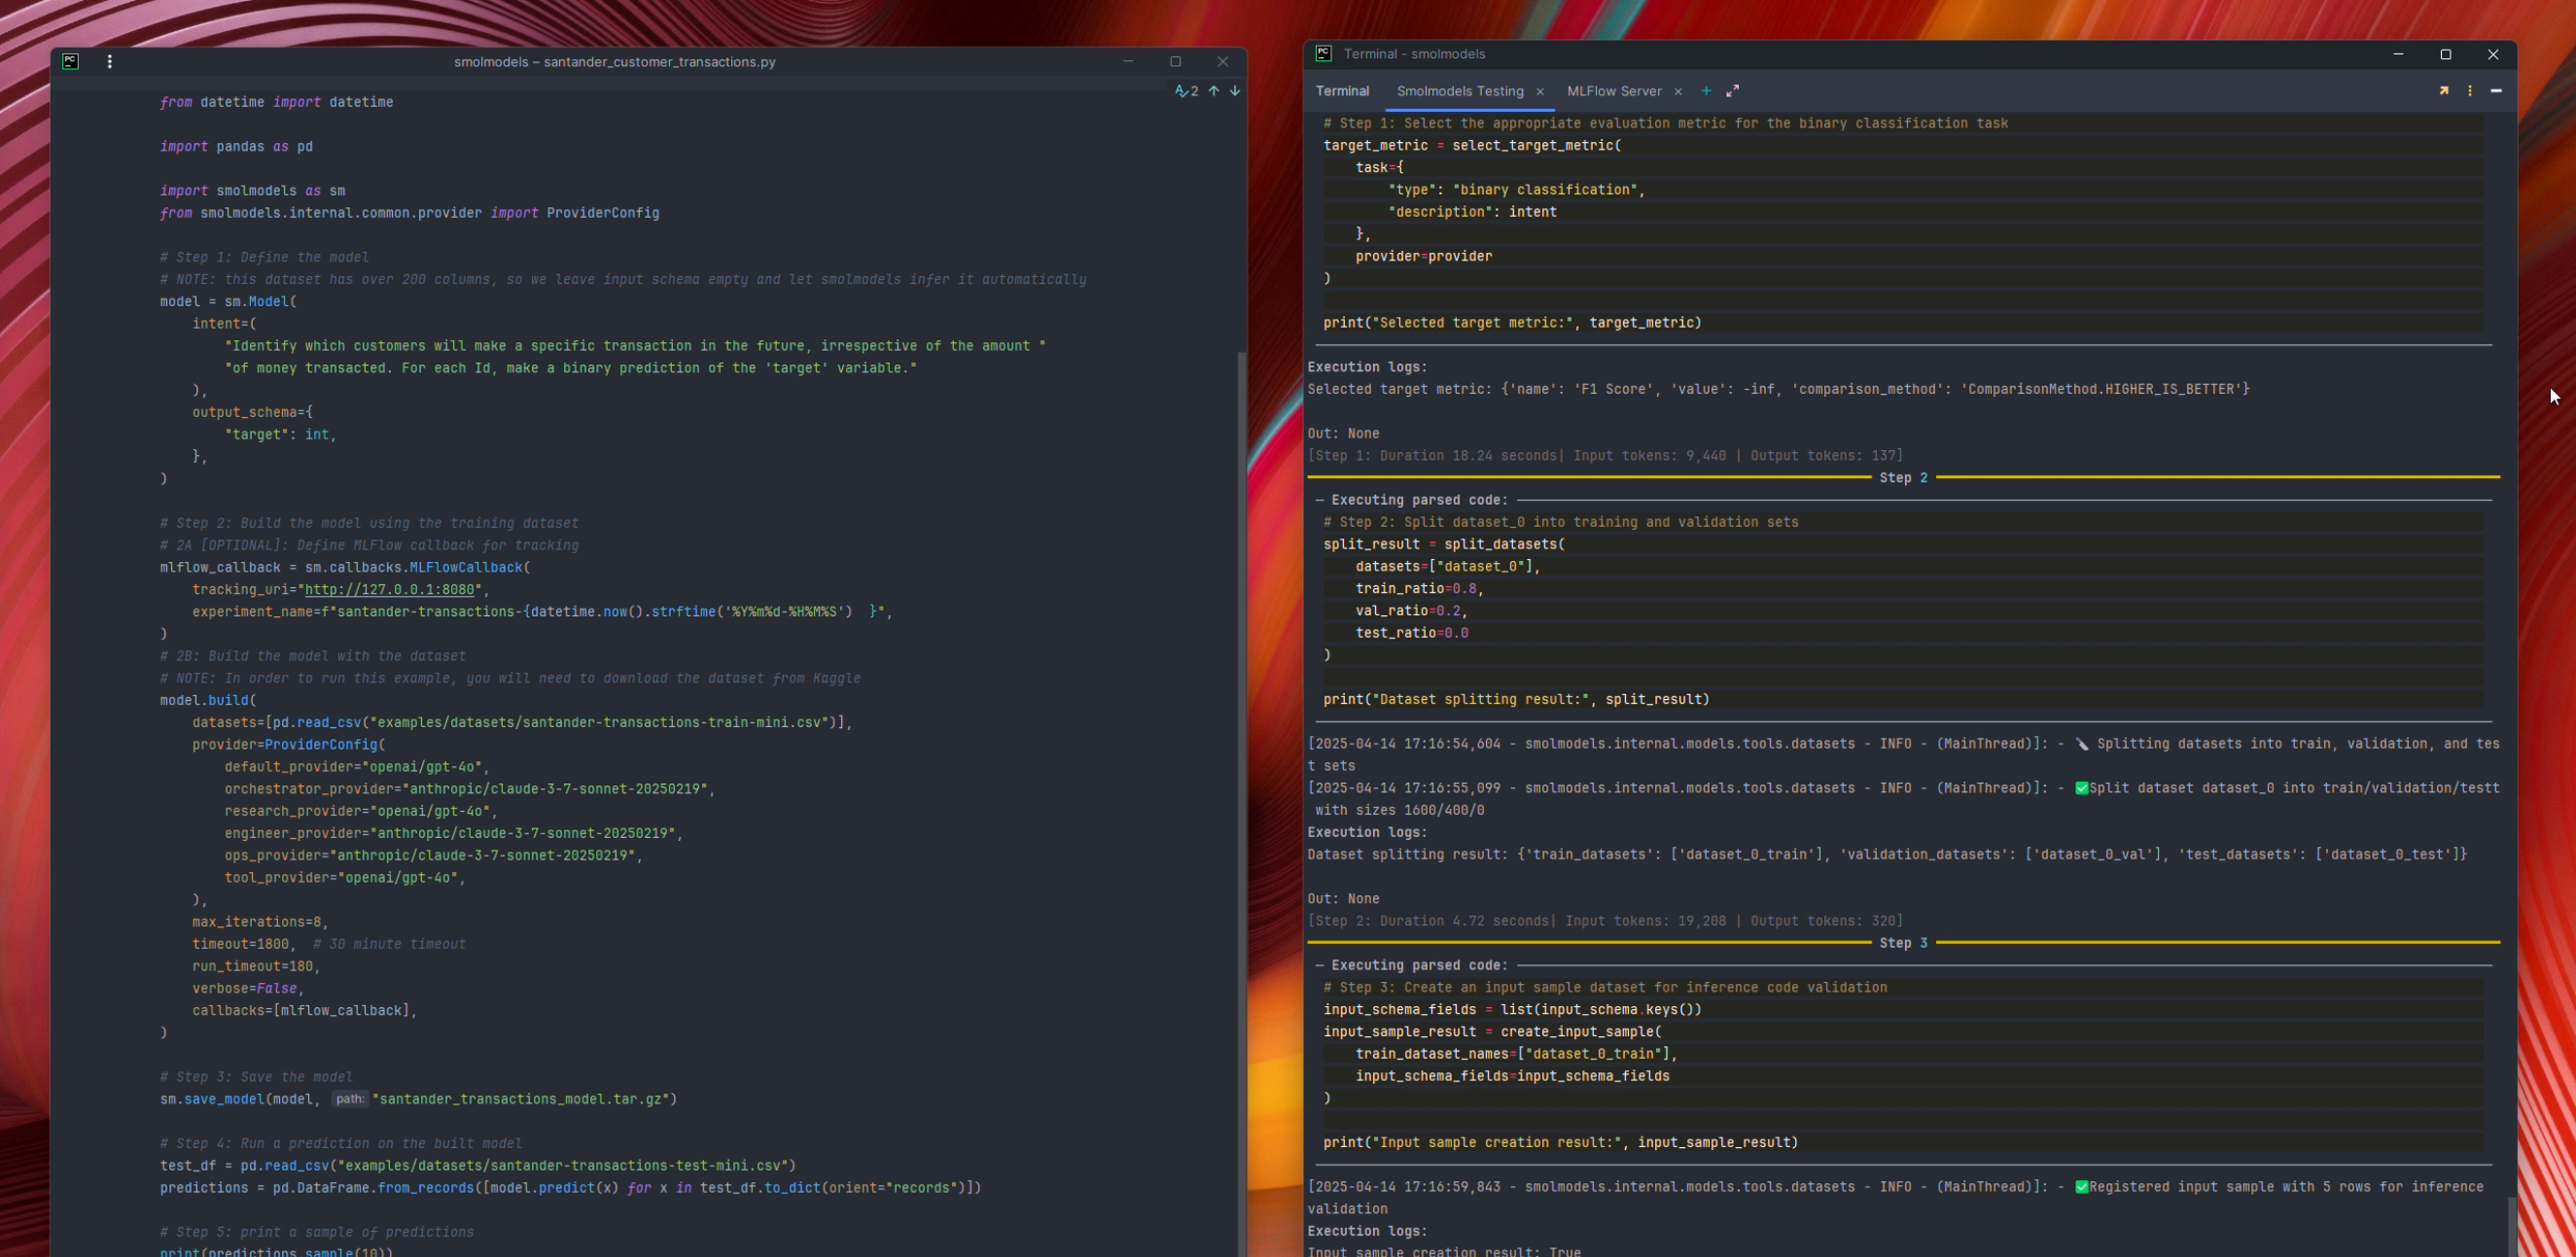 smolmodels – santander_customer_transactions.py
2
from datetime import datetime
import pandas as pd
import smolmodels as sm
from smolmodels.internal.common.provider import ProviderConfig
# Step 1: Define the model
# NOTE: this dataset has over 200 columns, so we leave input schema empty and let smolmodels infer it automatically
model = sm.Model(
    intent=(
        "Identify which customers will make a specific transaction in the future, irrespective of the amount "
        "of money transacted. For each Id, make a binary prediction of the 'target' variable."
    ),
    output_schema={
        "target": int,
    },
)
# Step 2: Build the model using the training dataset
# 2A [OPTIONAL]: Define MLFlow callback for tracking
mlflow_callback = sm.callbacks.MLFlowCallback(
    tracking_uri="http://127.0.0.1:8080",
    experiment_name=f"santander-transactions-{datetime.now().strftime('%Y%m%d-%H%M%S')  }",
)
# 2B: Build the model with the dataset
# NOTE: In order to run this example, you will need to download the dataset from Kaggle
model.build(
    datasets=[pd.read_csv("examples/datasets/santander-transactions-train-mini.csv")],
    provider=ProviderConfig(
        default_provider="openai/gpt-4o",
        orchestrator_provider="anthropic/claude-3-7-sonnet-20250219",
        research_provider="openai/gpt-4o",
        engineer_provider="anthropic/claude-3-7-sonnet-20250219",
        ops_provider="anthropic/claude-3-7-sonnet-20250219",
        tool_provider="openai/gpt-4o",
    ),
    max_iterations=8,
    timeout=1800,  # 30 minute timeout
    run_timeout=180,
    verbose=False,
    callbacks=[mlflow_callback],
)
# Step 3: Save the model
sm.save_model(model, path: "santander_transactions_model.tar.gz")
# Step 4: Run a prediction on the built model
test_df = pd.read_csv("examples/datasets/santander-transactions-test-mini.csv")
predictions = pd.DataFrame.from_records([model.predict(x) for x in test_df.to_dict(orient="records")])
# Step 5: print a sample of predictions
print(predictions.sample(10))
Terminal - smolmodels
Terminal Smolmodels Testing × MLFlow Server × +
# Step 1: Select the appropriate evaluation metric for the binary classification task
target_metric = select_target_metric(
    task={
        "type": "binary classification",
        "description": intent
    },
    provider=provider
)
print("Selected target metric:", target_metric)
Execution logs:
Selected target metric: {'name': 'F1 Score', 'value': -inf, 'comparison_method': 'ComparisonMethod.HIGHER_IS_BETTER'}
Out: None
[Step 1: Duration 18.24 seconds| Input tokens: 9,440 | Output tokens: 137]
Step 2
─ Executing parsed code:
# Step 2: Split dataset_0 into training and validation sets
split_result = split_datasets(
    datasets=["dataset_0"],
    train_ratio=0.8,
    val_ratio=0.2,
    test_ratio=0.0
)
print("Dataset splitting result:", split_result)
[2025-04-14 17:16:54,604 - smolmodels.internal.models.tools.datasets - INFO - (MainThread)]: - 🔪 Splitting datasets into train, validation, and tes
t sets
[2025-04-14 17:16:55,099 - smolmodels.internal.models.tools.datasets - INFO - (MainThread)]: - ✅Split dataset dataset_0 into train/validation/testt
 with sizes 1600/400/0
Execution logs:
Dataset splitting result: {'train_datasets': ['dataset_0_train'], 'validation_datasets': ['dataset_0_val'], 'test_datasets': ['dataset_0_test']}
Out: None
[Step 2: Duration 4.72 seconds| Input tokens: 19,208 | Output tokens: 320]
Step 3
─ Executing parsed code:
# Step 3: Create an input sample dataset for inference code validation
input_schema_fields = list(input_schema.keys())
input_sample_result = create_input_sample(
    train_dataset_names=["dataset_0_train"],
    input_schema_fields=input_schema_fields
)
print("Input sample creation result:", input_sample_result)
[2025-04-14 17:16:59,843 - smolmodels.internal.models.tools.datasets - INFO - (MainThread)]: - ✅Registered input sample with 5 rows for inference
validation
Execution logs:
Input sample creation result: True